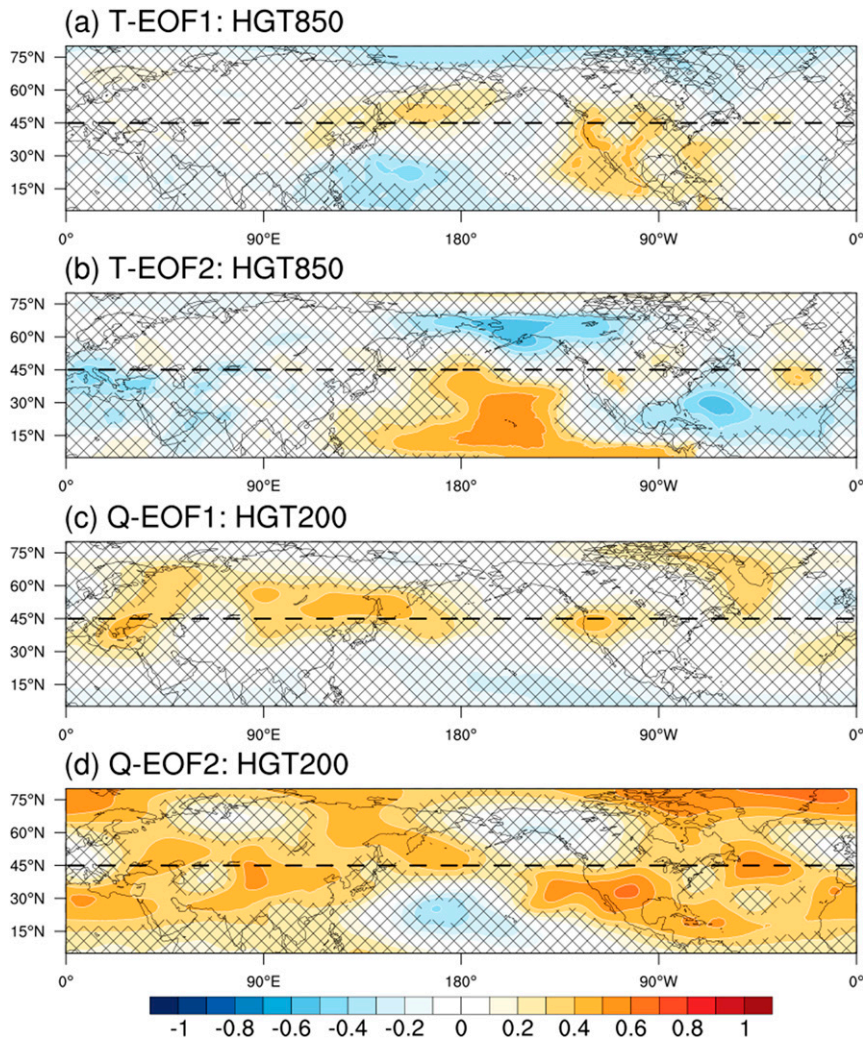 (a) T-EOF1: HGT850
75°N
60°N
45°N
30°N
15°N
0° 90°E 180° 90°W 0°
(b) T-EOF2: HGT850
75°N
60°N
45°N
30°N
15°N
0° 90°E 180° 90°W 0°
(c) Q-EOF1: HGT200
75°N
60°N
45°N
30°N
15°N
0° 90°E 180° 90°W 0°
(d) Q-EOF2: HGT200
75°N
60°N
45°N
30°N
15°N
0° 90°E 180° 90°W 0°
-1 -0.8 -0.6 -0.4 -0.2 0 0.2 0.4 0.6 0.8 1